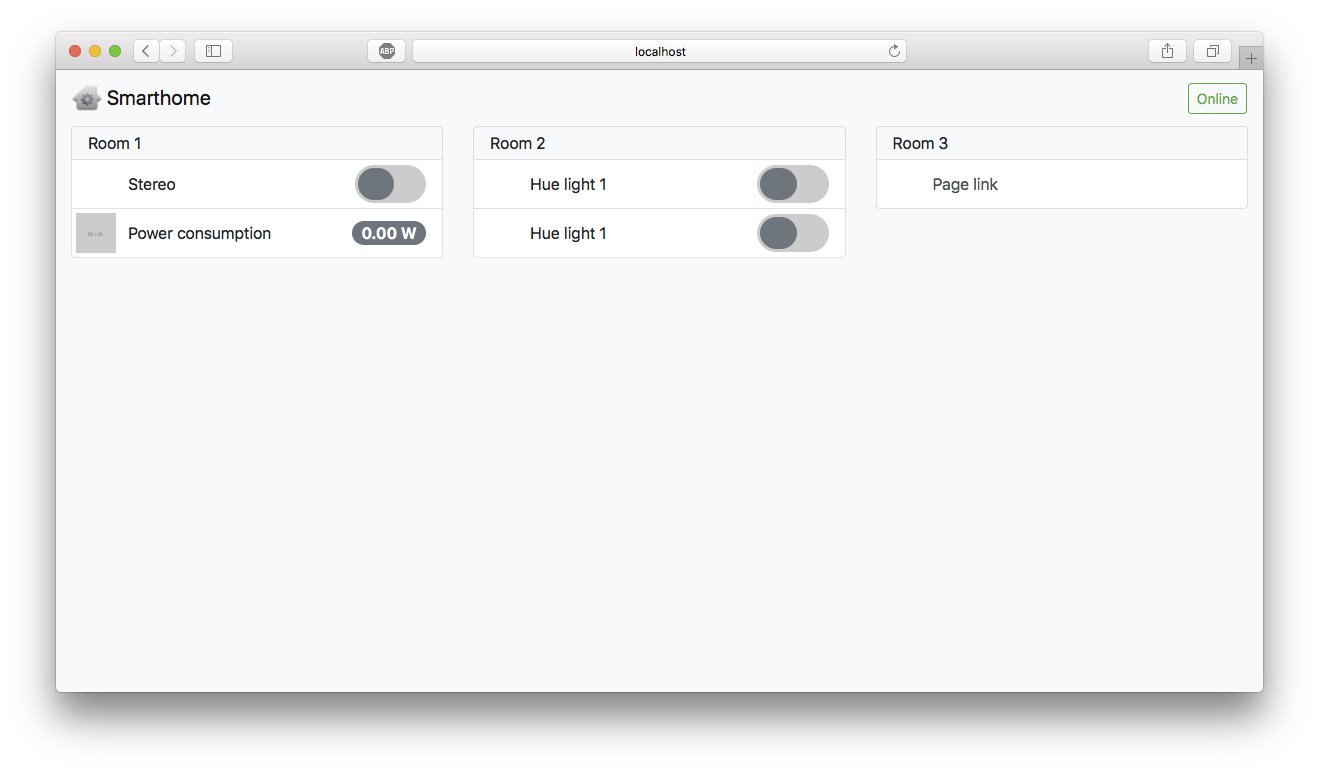 ABP
localhost
Smarthome
Online
Room 1
Stereo
Power consumption
0.00 W
Room 2
Hue light 1
Hue light 1
Room 3
Page link